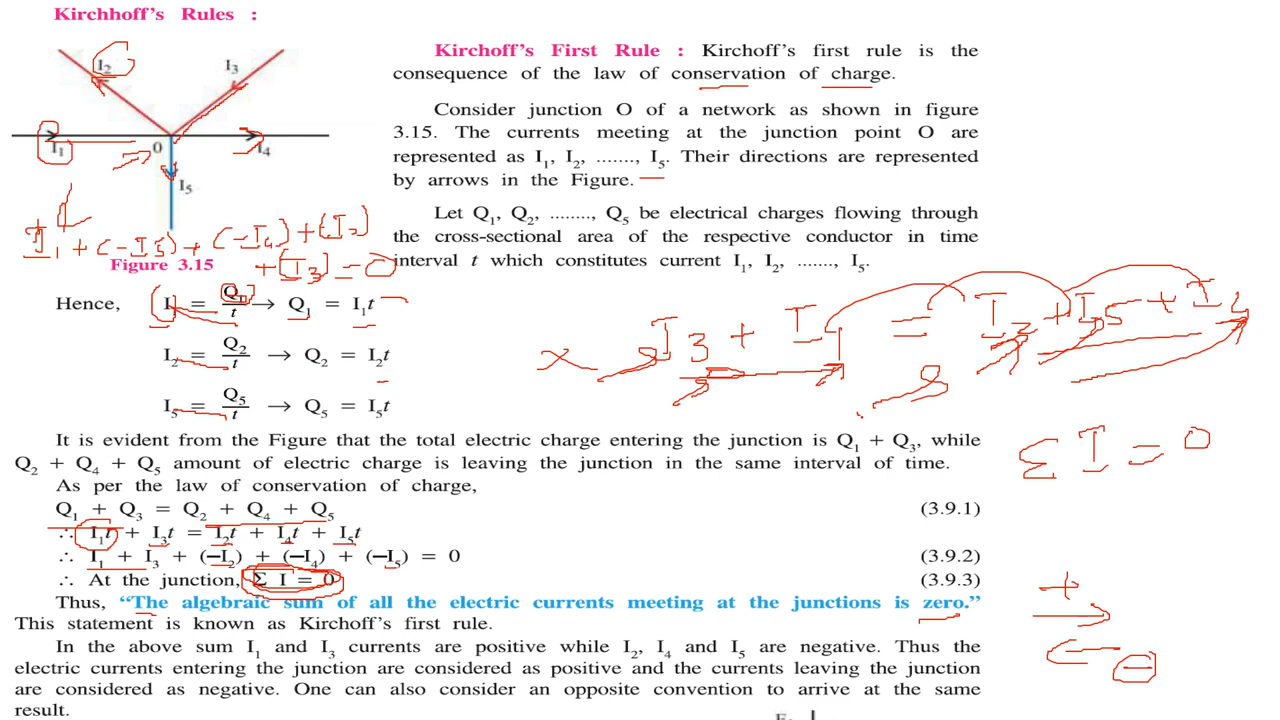 Kirchhoff's Rules :
I₂
I₃
I₁
O
I₄
I₅
I₁ + (-I₅) + (-I₄) + (I₂)
+ (I₃) = 0
Figure 3.15
Kirchoff's First Rule : Kirchoff's first rule is the
consequence of the law of conservation of charge.
Consider junction O of a network as shown in figure
3.15. The currents meeting at the junction point O are
represented as I₁, I₂, ......., I₅. Their directions are represented
by arrows in the Figure.
Let Q₁, Q₂, ........, Q₅ be electrical charges flowing through
the cross-sectional area of the respective conductor in time
interval t which constitutes current I₁, I₂, ......., I₅.
Hence, I₁ = Q₁/t → Q₁ = I₁t
I₂ = Q₂/t → Q₂ = I₂t
I₅ = Q₅/t → Q₅ = I₅t
It is evident from the Figure that the total electric charge entering the junction is Q₁ + Q₃, while
Q₂ + Q₄ + Q₅ amount of electric charge is leaving the junction in the same interval of time.
Σ I = 0
As per the law of conservation of charge,
Q₁ + Q₃ = Q₂ + Q₄ + Q₅ (3.9.1)
∴ I₁t + I₃t = I₂t + I₄t + I₅t
∴ I₁ + I₃ + (–I₂) + (–I₄) + (–I₅) = 0 (3.9.2)
∴ At the junction, Σ I = 0 (3.9.3)
+
Thus, “The algebraic sum of all the electric currents meeting at the junctions is zero.”
This statement is known as Kirchoff's first rule.
In the above sum I₁ and I₃ currents are positive while I₂, I₄ and I₅ are negative. Thus the
electric currents entering the junction are considered as positive and the currents leaving the junction
are considered as negative. One can also consider an opposite convention to arrive at the same
result.